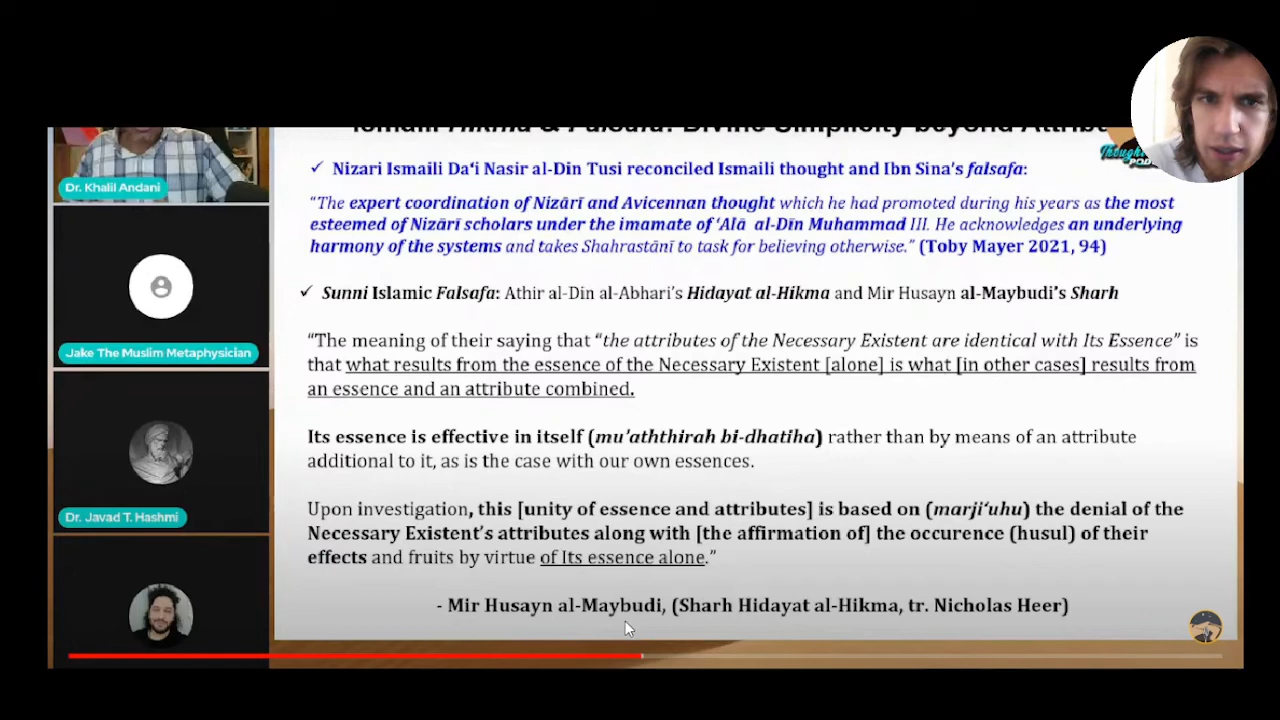 Nizari Ismaili Da‘i Nasir al-Din Tusi reconciled Ismaili thought and Ibn Sina’s falsafa:
“The expert coordination of Nizārī and Avicennan thought which he had promoted during his years as the most
esteemed of Nizārī scholars under the imamate of ‘Alā al-Dīn Muhammad III. He acknowledges an underlying
harmony of the systems and takes Shahrastānī to task for believing otherwise.” (Toby Mayer 2021, 94)
Sunni Islamic Falsafa: Athir al-Din al-Abhari’s Hidayat al-Hikma and Mir Husayn al-Maybudi’s Sharh
“The meaning of their saying that “the attributes of the Necessary Existent are identical with Its Essence” is
that what results from the essence of the Necessary Existent [alone] is what [in other cases] results from
an essence and an attribute combined.
Its essence is effective in itself (mu’aththirah bi-dhatiha) rather than by means of an attribute
additional to it, as is the case with our own essences.
Upon investigation, this [unity of essence and attributes] is based on (marji‘uhu) the denial of the
Necessary Existent’s attributes along with [the affirmation of] the occurence (husul) of their
effects and fruits by virtue of Its essence alone.”
- Mir Husayn al-Maybudi, (Sharh Hidayat al-Hikma, tr. Nicholas Heer)
Dr. Khalil Andani
Jake The Muslim Metaphysician
Dr. Javad T. Hashmi